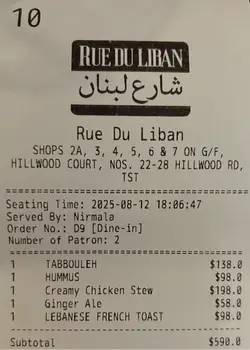 10
RUE DU LIBAN
شارع لبنان
Rue Du Liban
SHOPS 2A, 3, 4, 5, 6 & 7 ON G/F,
HILLWOOD COURT, NOS. 22-28 HILLWOOD RD,
TST
Seating Time: 2025-08-12 18:06:47
Served By: Nirmala
Order No.: D9 [Dine-in]
Number of Patron: 2
1 TABBOULEH $138.0
1 HUMMUS $98.0
1 Creamy Chicken Stew $198.0
1 Ginger Ale $58.0
1 LEBANESE FRENCH TOAST $98.0
Subtotal $590.0